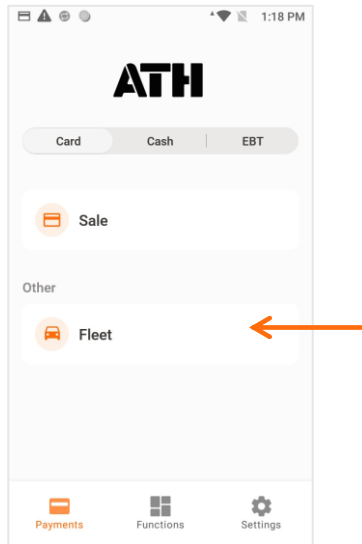 1:18 PM
ATH
Card Cash EBT
Sale
Other
Fleet
Payments Functions Settings